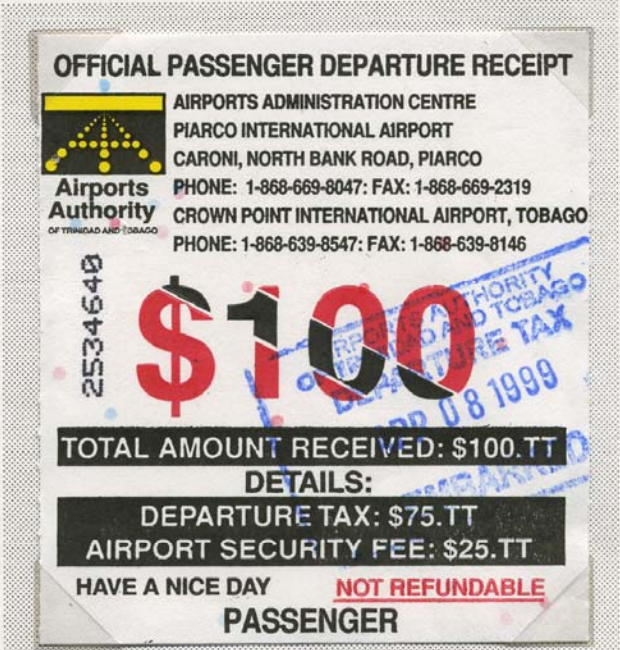 OFFICIAL PASSENGER DEPARTURE RECEIPT
Airports
Authority
OF TRINIDAD AND TOBAGO
AIRPORTS ADMINISTRATION CENTRE
PIARCO INTERNATIONAL AIRPORT
CARONI, NORTH BANK ROAD, PIARCO
PHONE: 1-868-669-8047: FAX: 1-868-669-2319
CROWN POINT INTERNATIONAL AIRPORT, TOBAGO
PHONE: 1-868-639-8547: FAX: 1-868-639-8146
2534640
$100
AUTHORITY
AND TOBAGO
DEPARTURE TAX
APR 08 1999
TOTAL AMOUNT RECEIVED: $100.TT
DETAILS:
DEPARTURE TAX: $75.TT
AIRPORT SECURITY FEE: $25.TT
HAVE A NICE DAY
NOT REFUNDABLE
PASSENGER